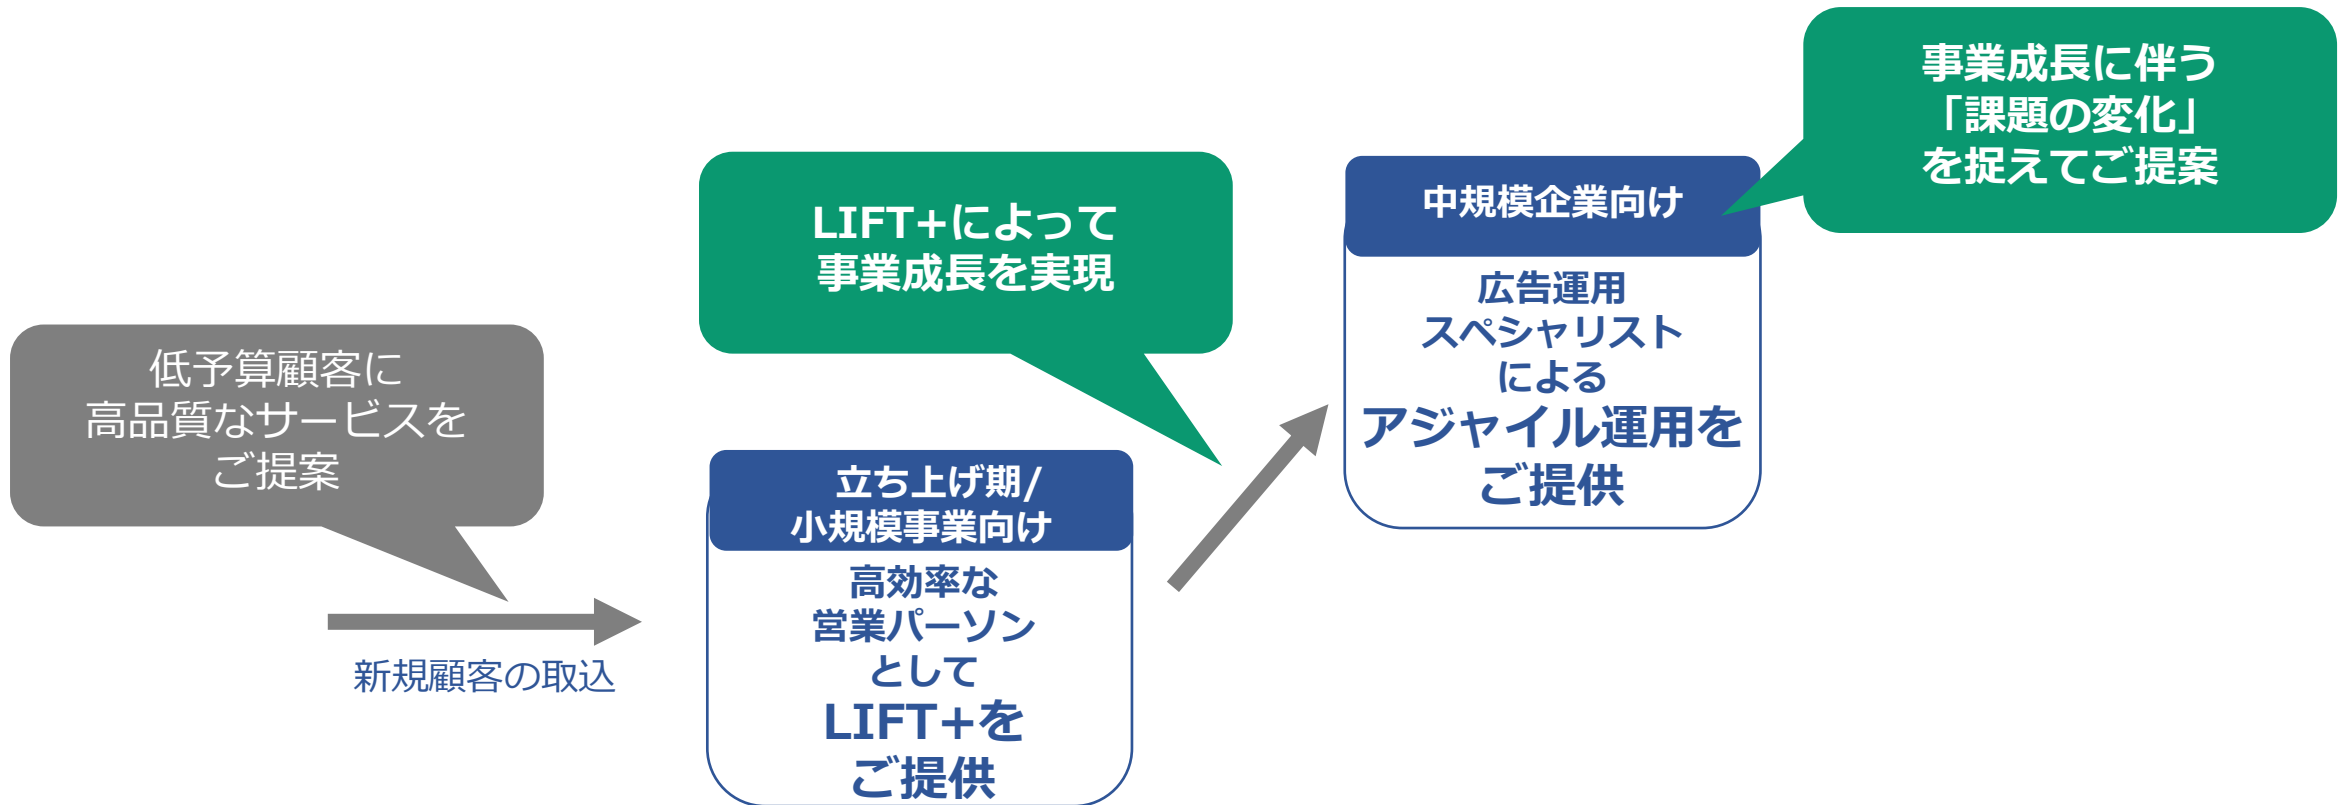 低予算顧客に
高品質なサービスを
ご提案
新規顧客の取込
LIFT+によって
事業成長を実現
立ち上げ期/
小規模事業向け
高効率な
営業パーソン
として
LIFT+を
ご提供
中規模企業向け
広告運用
スペシャリスト
による
アジャイル運用を
ご提供
事業成長に伴う
「課題の変化」
を捉えてご提案